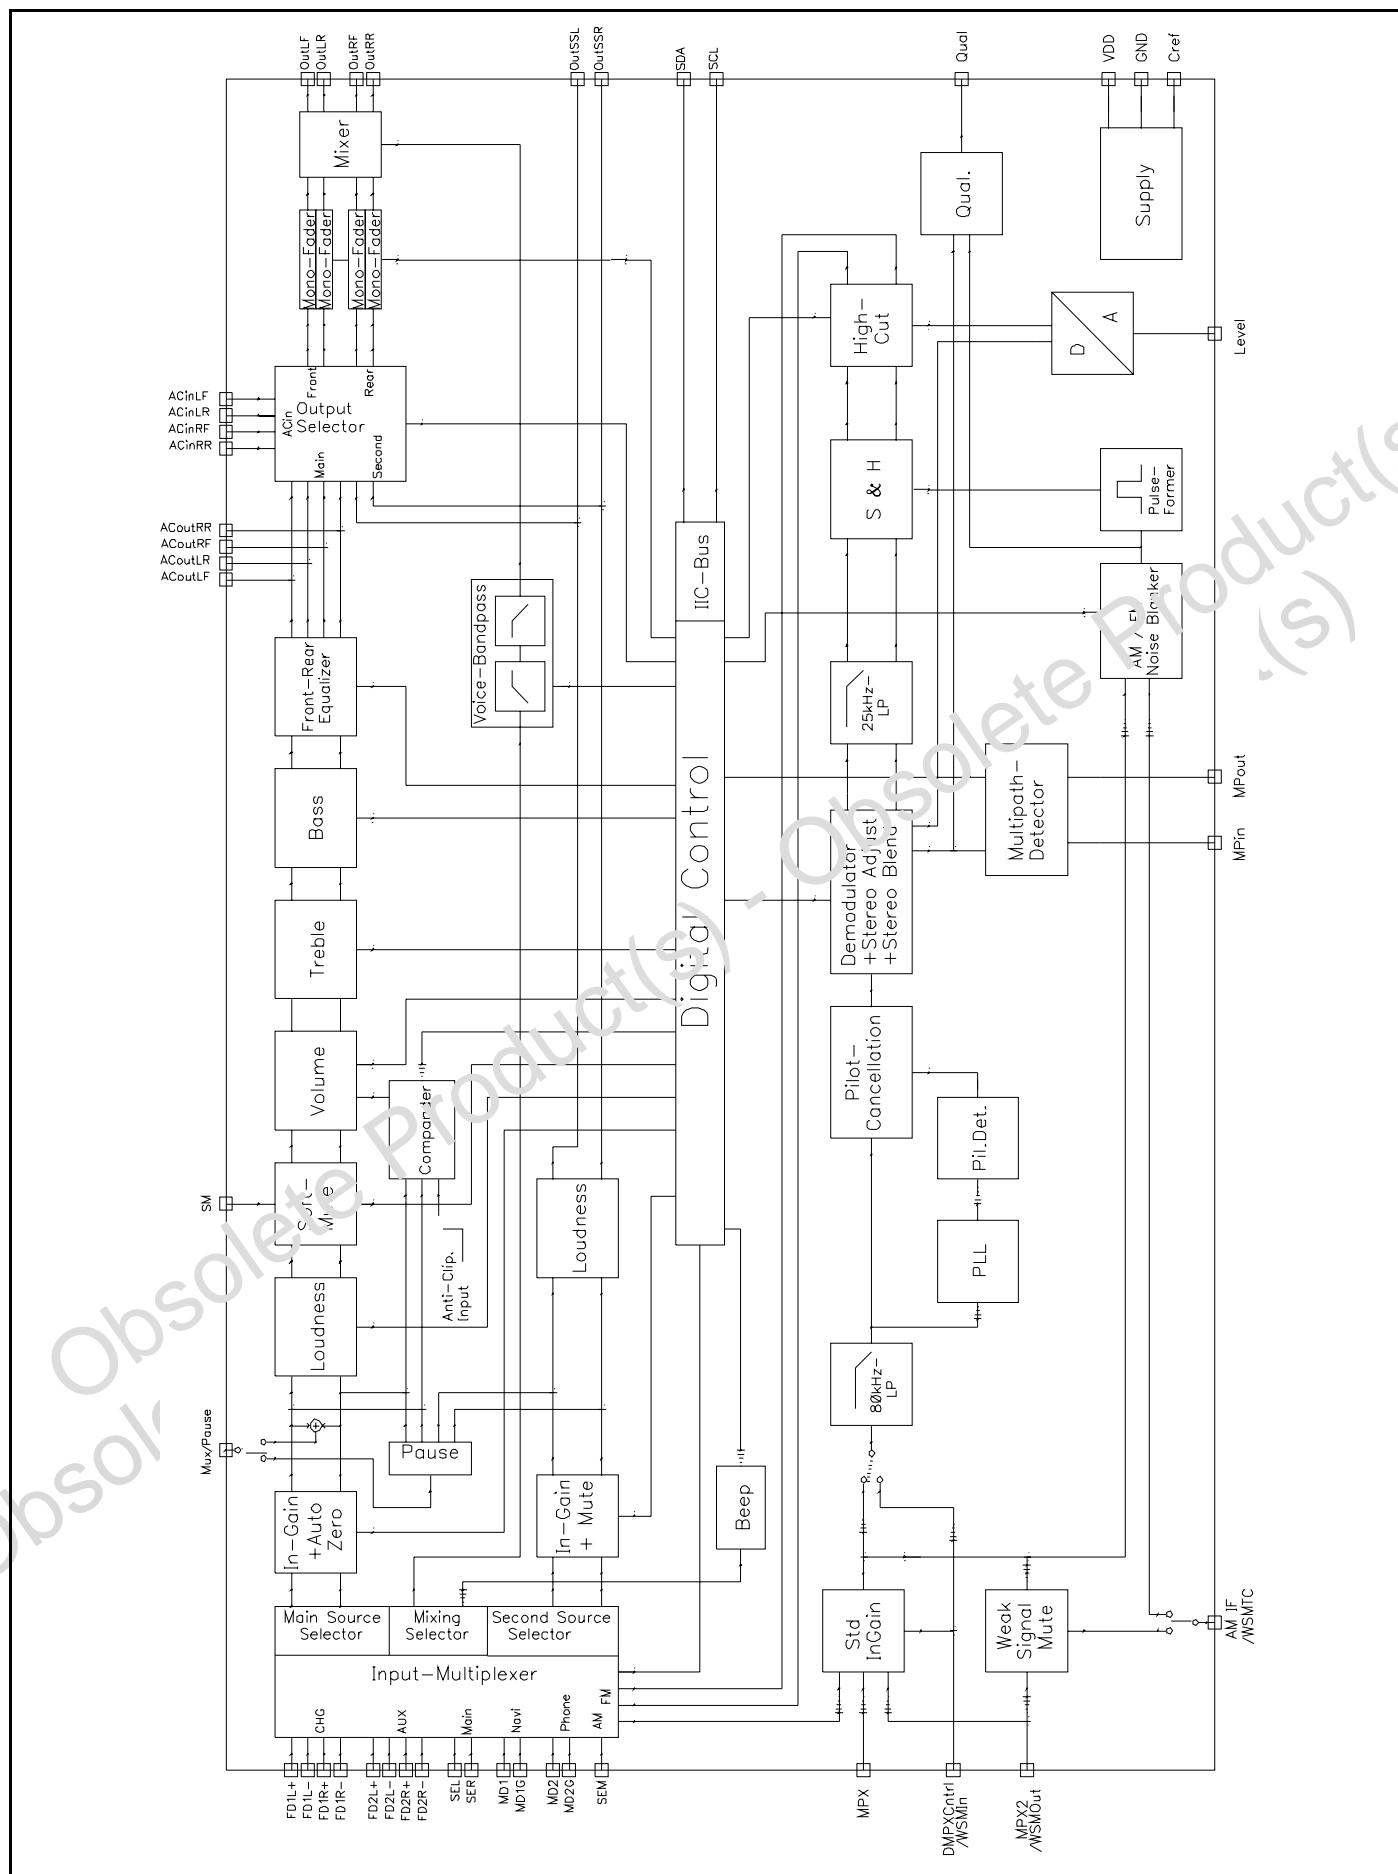 OutLF
OutLR
OutRF
OutRR
OutSSL
OutSSR
SDA
SCL
Qual
VDD
GND
Cref
Mixer
Qual.
Supply
Mono-Fader
Mono-Fader
Mono-Fader
Mono-Fader
High-
Cut
D
A
Level
ACinLF
ACinLR
ACinRF
ACinRR
Front
Rear
ACin
Output
Selector
Main
Second
S & H
Pulse-
Former
ACoutRR
ACoutRF
ACoutLR
ACoutLF
IIC-Bus
Voice-Bandpass
AM /
Noise Blanker
Front-Rear
Equalizer
25kHz-
LP
Bass
Digital Control
Multipath-
Detector
MPout
MPin
Treble
Demodulator
+Stereo Adjust
+Stereo Blend
Volume
Compander
Pilot-
Cancellation
Pil.Det.
SM
Soft-
Mute
Loudness
PLL
Loudness
Anti-Clip.
Input
80kHz-
LP
Mux/Pause
Pause
In-Gain
+Auto
Zero
In-Gain
+ Mute
Beep
Main Source
Selector
Mixing
Selector
Second Source
Selector
Input-Multiplexer
Std
InGain
Weak
Signal
Mute
AM IF
/WSMTC
CHG
AUX
Main
Navi
Phone
AM
FM
FD1L+
FD1L-
FD1R+
FD1R-
FD2L+
FD2L-
FD2R+
FD2R-
SEL
SER
MD1
MD1G
MD2
MD2G
SEM
MPX
DMPXCntrl
/WSMIn
MPX2
/WSMOut
Obsolete Product(s) - Obsolete Product(s)